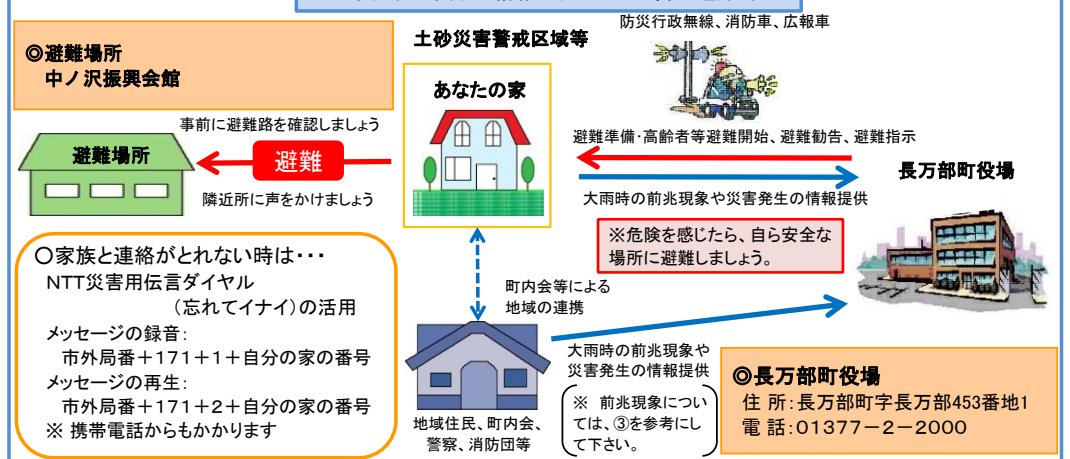 防災行政無線、消防車、広報車
◎避難場所
中ノ沢振興会館
土砂災害警戒区域等
あなたの家
事前に避難路を確認しましょう
避難場所
避難
隣近所に声をかけましょう
避難準備・高齢者等避難開始、避難勧告、避難指示
大雨時の前兆現象や災害発生の情報提供
長万部町役場
※危険を感じたら、自ら安全な
場所に避難しましょう。
○家族と連絡がとれない時は・・・
NTT災害用伝言ダイヤル
(忘れてイナイ)の活用
メッセージの録音:
市外局番+171+1+自分の家の番号
メッセージの再生:
市外局番+171+2+自分の家の番号
※ 携帯電話からもかかります
町内会等による
地域の連携
地域住民、町内会、
警察、消防団等
大雨時の前兆現象や
災害発生の情報提供
※ 前兆現象につい
ては、③を参考にし
て下さい。
◎長万部町役場
住 所:長万部町字長万部453番地1
電 話:01377-2-2000